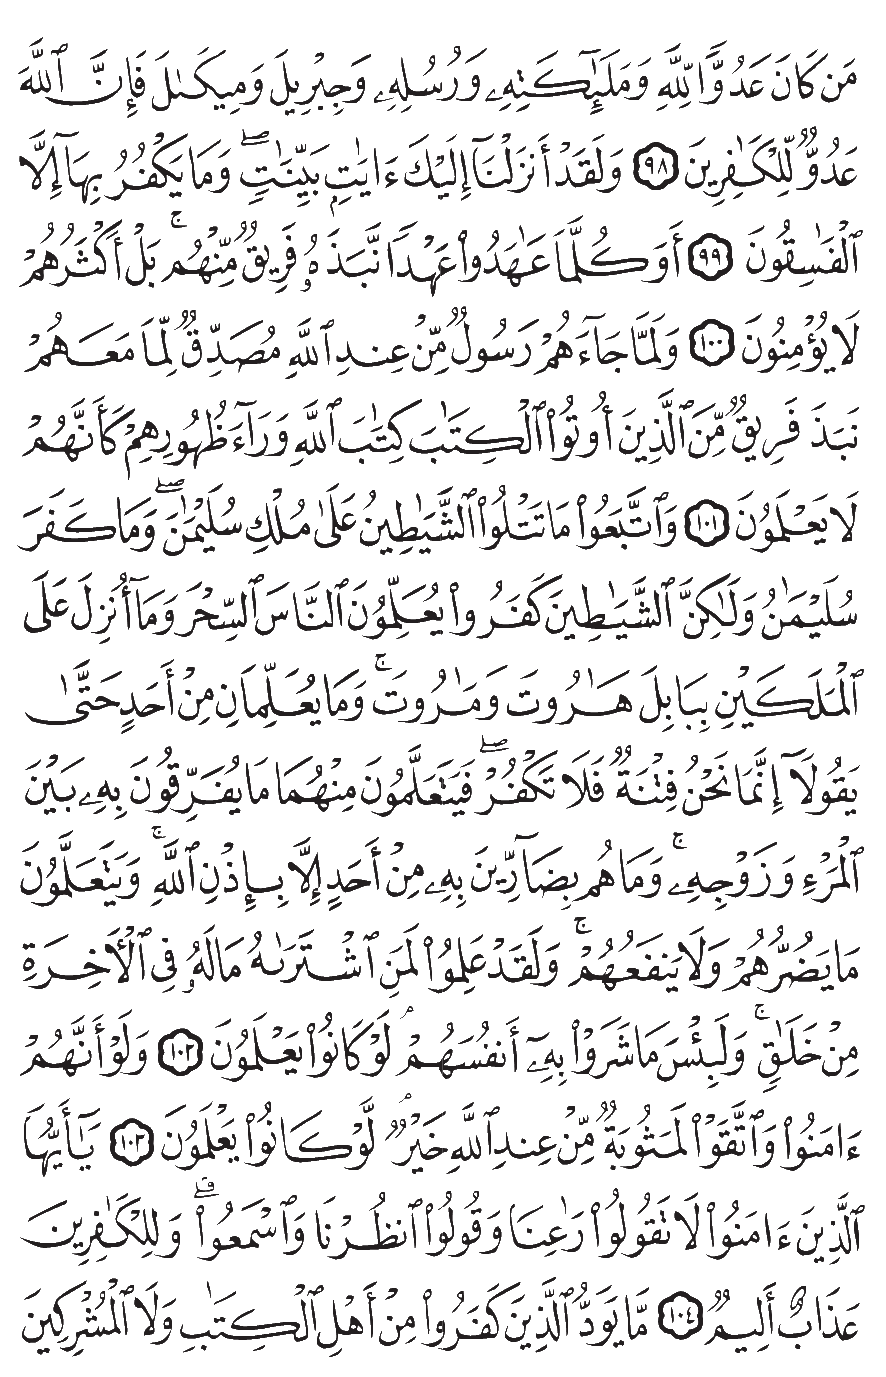 مَن كَانَ عَدُوًّا لِّلَّهِ وَمَلَٰٓئِكَتِهِۦ وَرُسُلِهِۦ وَجِبْرِيلَ وَمِيكَىٰلَ فَإِنَّ ٱللَّهَ
عَدُوٌّ لِّلْكَٰفِرِينَ ٩٨ وَلَقَدْ أَنزَلْنَآ إِلَيْكَ ءَايَٰتٍۭ بَيِّنَٰتٍ ۖ وَمَا يَكْفُرُ بِهَآ إِلَّا
ٱلْفَٰسِقُونَ ٩٩ أَوَكُلَّمَا عَٰهَدُوا۟ عَهْدًا نَّبَذَهُۥ فَرِيقٌ مِّنْهُم ۚ بَلْ أَكْثَرُهُمْ
لَا يُؤْمِنُونَ ١٠٠ وَلَمَّا جَآءَهُمْ رَسُولٌ مِّنْ عِندِ ٱللَّهِ مُصَدِّقٌ لِّمَا مَعَهُمْ
نَبَذَ فَرِيقٌ مِّنَ ٱلَّذِينَ أُوتُوا۟ ٱلْكِتَٰبَ كِتَٰبَ ٱللَّهِ وَرَآءَ ظُهُورِهِمْ كَأَنَّهُمْ
لَا يَعْلَمُونَ ١٠١ وَٱتَّبَعُوا۟ مَا تَتْلُوا۟ ٱلشَّيَٰطِينُ عَلَىٰ مُلْكِ سُلَيْمَٰنَ ۖ وَمَا كَفَرَ
سُلَيْمَٰنُ وَلَٰكِنَّ ٱلشَّيَٰطِينَ كَفَرُوا۟ يُعَلِّمُونَ ٱلنَّاسَ ٱلسِّحْرَ وَمَآ أُنزِلَ عَلَى
ٱلْمَلَكَيْنِ بِبَابِلَ هَٰرُوتَ وَمَٰرُوتَ ۚ وَمَا يُعَلِّمَانِ مِنْ أَحَدٍ حَتَّىٰ
يَقُولَآ إِنَّمَا نَحْنُ فِتْنَةٌ فَلَا تَكْفُرْ ۖ فَيَتَعَلَّمُونَ مِنْهُمَا مَا يُفَرِّقُونَ بِهِۦ بَيْنَ
ٱلْمَرْءِ وَزَوْجِهِۦ ۚ وَمَا هُم بِضَآرِّينَ بِهِۦ مِنْ أَحَدٍ إِلَّا بِإِذْنِ ٱللَّهِ ۚ وَيَتَعَلَّمُونَ
مَا يَضُرُّهُمْ وَلَا يَنفَعُهُمْ ۚ وَلَقَدْ عَلِمُوا۟ لَمَنِ ٱشْتَرَىٰهُ مَا لَهُۥ فِى ٱلْءَاخِرَةِ
مِنْ خَلَٰقٍ ۚ وَلَبِئْسَ مَا شَرَوْا۟ بِهِۦٓ أَنفُسَهُمْ ۚ لَوْ كَانُوا۟ يَعْلَمُونَ ١٠٢ وَلَوْ أَنَّهُمْ
ءَامَنُوا۟ وَٱتَّقَوْا۟ لَمَثُوبَةٌ مِّنْ عِندِ ٱللَّهِ خَيْرٌ ۖ لَّوْ كَانُوا۟ يَعْلَمُونَ ١٠٣ يَٰٓأَيُّهَا
ٱلَّذِينَ ءَامَنُوا۟ لَا تَقُولُوا۟ رَٰعِنَا وَقُولُوا۟ ٱنظُرْنَا وَٱسْمَعُوا۟ ۗ وَلِلْكَٰفِرِينَ
عَذَابٌ أَلِيمٌ ١٠٤ مَّا يَوَدُّ ٱلَّذِينَ كَفَرُوا۟ مِنْ أَهْلِ ٱلْكِتَٰبِ وَلَا ٱلْمُشْرِكِينَ